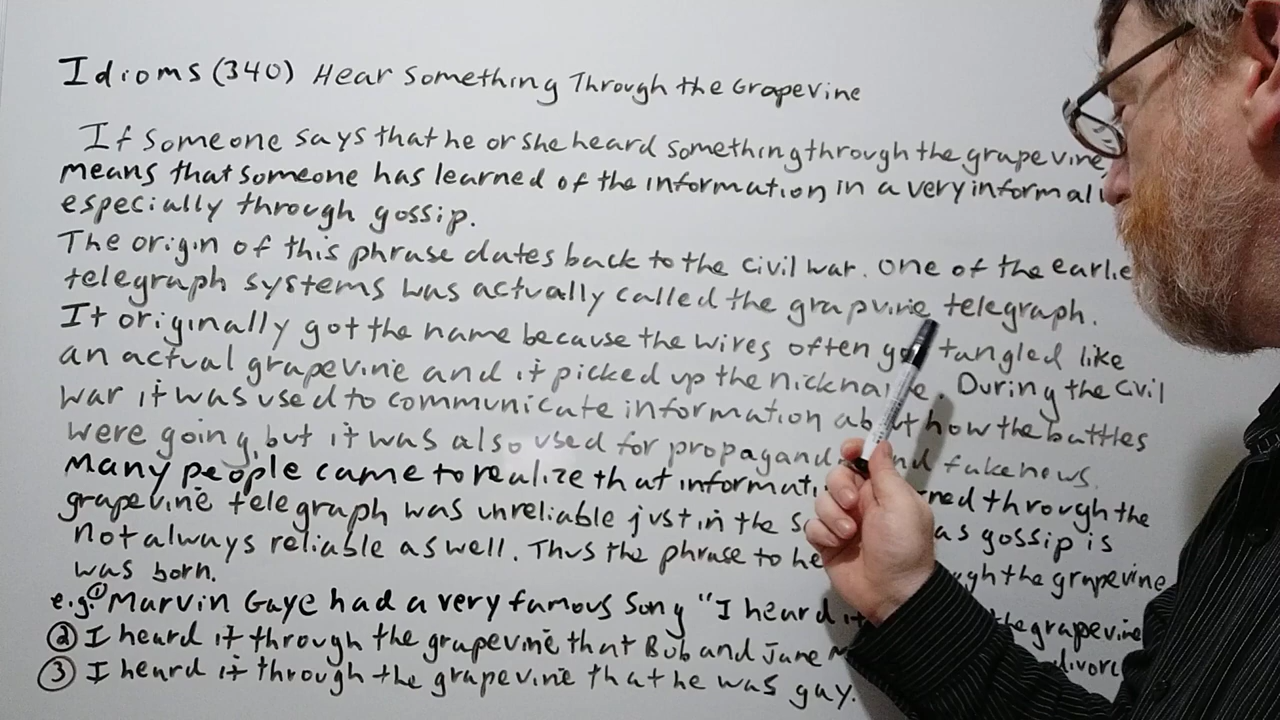 Idioms (340) Hear Something Through the Grapevine
If someone says that he or she heard something through the grapevine
means that someone has learned of the information in a very informal
especially through gossip.
The origin of this phrase dates back to the civil war. One of the earlie
telegraph systems was actually called the grapvine telegraph.
It originally got the name because the wires often got tangled like
an actual grapevine and it picked up the nickname. During the civil
war it was used to communicate information about how the battles
were going, but it was also used for propaganda and fake news.
Many people came to realize that informati ned through the
grapevine telegraph was unreliable just in the s as gossip is
not always reliable as well. Thus the phrase to he ugh the grapevine
was born.
e.g. ① Marvin Gaye had a very famous song "I heard it the grapevine
② I heard it through the grapevine that Bob and Jane divorc
③ I heard it through the grapevine that he was gay.